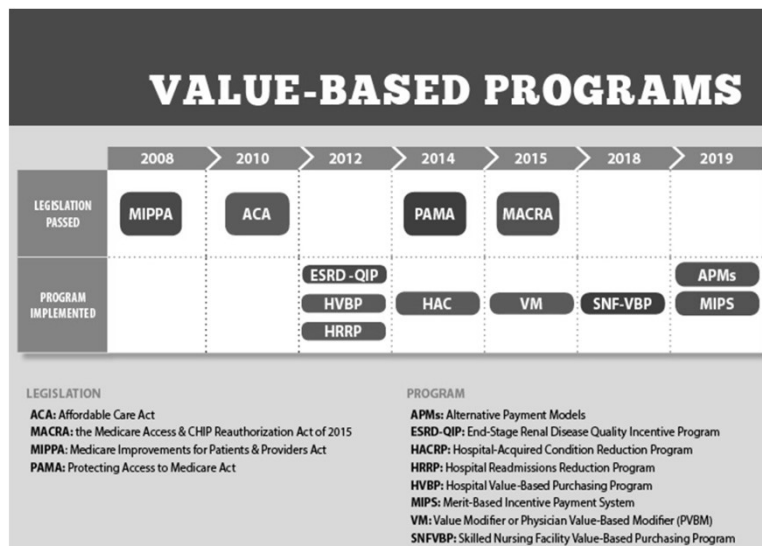 VALUE-BASED PROGRAMS
2008 2010 2012 2014 2015 2018 2019
LEGISLATION
PASSED
MIPPA ACA PAMA MACRA
PROGRAM
IMPLEMENTED
ESRD-QIP APMs
HVBP HAC VM SNF-VBP MIPS
HRRP
LEGISLATION
ACA: Affordable Care Act
MACRA: the Medicare Access & CHIP Reauthorization Act of 2015
MIPPA: Medicare Improvements for Patients & Providers Act
PAMA: Protecting Access to Medicare Act
PROGRAM
APMs: Alternative Payment Models
ESRD-QIP: End-Stage Renal Disease Quality Incentive Program
HACRP: Hospital-Acquired Condition Reduction Program
HRRP: Hospital Readmissions Reduction Program
HVBP: Hospital Value-Based Purchasing Program
MIPS: Merit-Based Incentive Payment System
VM: Value Modifier or Physician Value-Based Modifier (PVBM)
SNFVBP: Skilled Nursing Facility Value-Based Purchasing Program